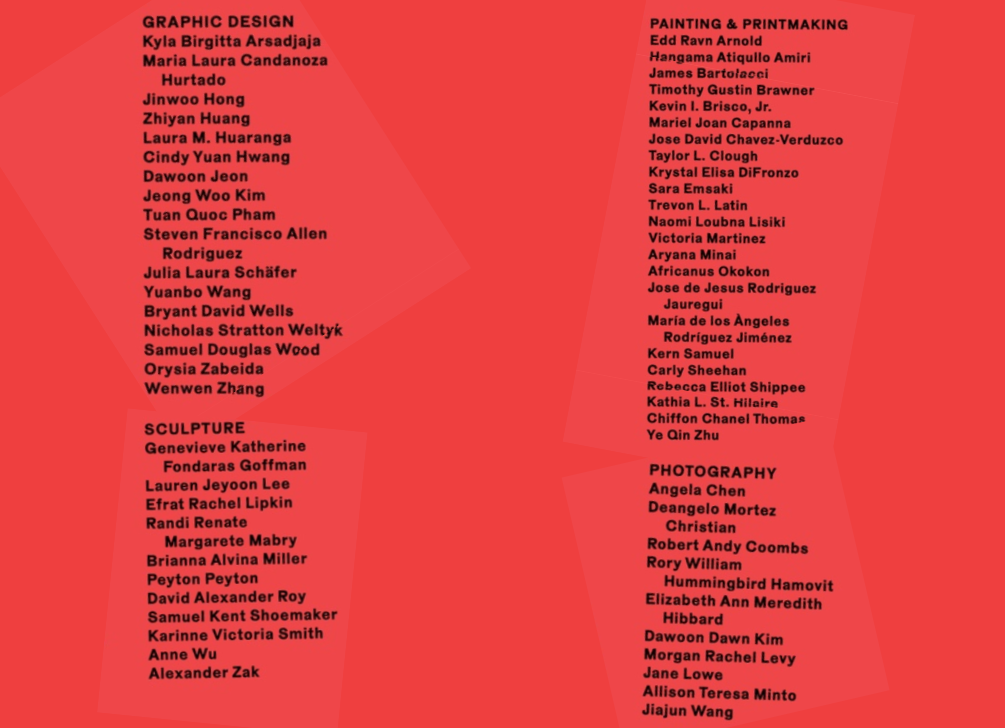 GRAPHIC DESIGN
Kyla Birgitta Arsadjaja
Maria Laura Candanoza
Hurtado
Jinwoo Hong
Zhiyan Huang
Laura M. Huaranga
Cindy Yuan Hwang
Dawoon Jeon
Jeong Woo Kim
Tuan Quoc Pham
Steven Francisco Allen
Rodriguez
Julia Laura Schäfer
Yuanbo Wang
Bryant David Wells
Nicholas Stratton Weltyk
Samuel Douglas Wood
Orysia Zabeida
Wenwen Zhang
SCULPTURE
Genevieve Katherine
Fondaras Goffman
Lauren Jeyoon Lee
Efrat Rachel Lipkin
Randi Renate
Margarete Mabry
Brianna Alvina Miller
Peyton Peyton
David Alexander Roy
Samuel Kent Shoemaker
Karinne Victoria Smith
Anne Wu
Alexander Zak
PAINTING & PRINTMAKING
Edd Ravn Arnold
Hangama Atiqullo Amiri
James Bartolacci
Timothy Gustin Brawner
Kevin I. Brisco, Jr.
Mariel Joan Capanna
Jose David Chavez-Verduzco
Taylor L. Clough
Krystal Elisa DiFronzo
Sara Emsaki
Trevon L. Latin
Naomi Loubna Lisiki
Victoria Martinez
Aryana Minai
Africanus Okokon
Jose de Jesus Rodriguez
Jauregui
María de los Àngeles
Rodríguez Jiménez
Kern Samuel
Carly Sheehan
Rebecca Elliot Shippee
Kathia L. St. Hilaire
Chiffon Chanel Thomas
Ye Qin Zhu
PHOTOGRAPHY
Angela Chen
Deangelo Mortez
Christian
Robert Andy Coombs
Rory William
Hummingbird Hamovit
Elizabeth Ann Meredith
Hibbard
Dawoon Dawn Kim
Morgan Rachel Levy
Jane Lowe
Allison Teresa Minto
Jiajun Wang